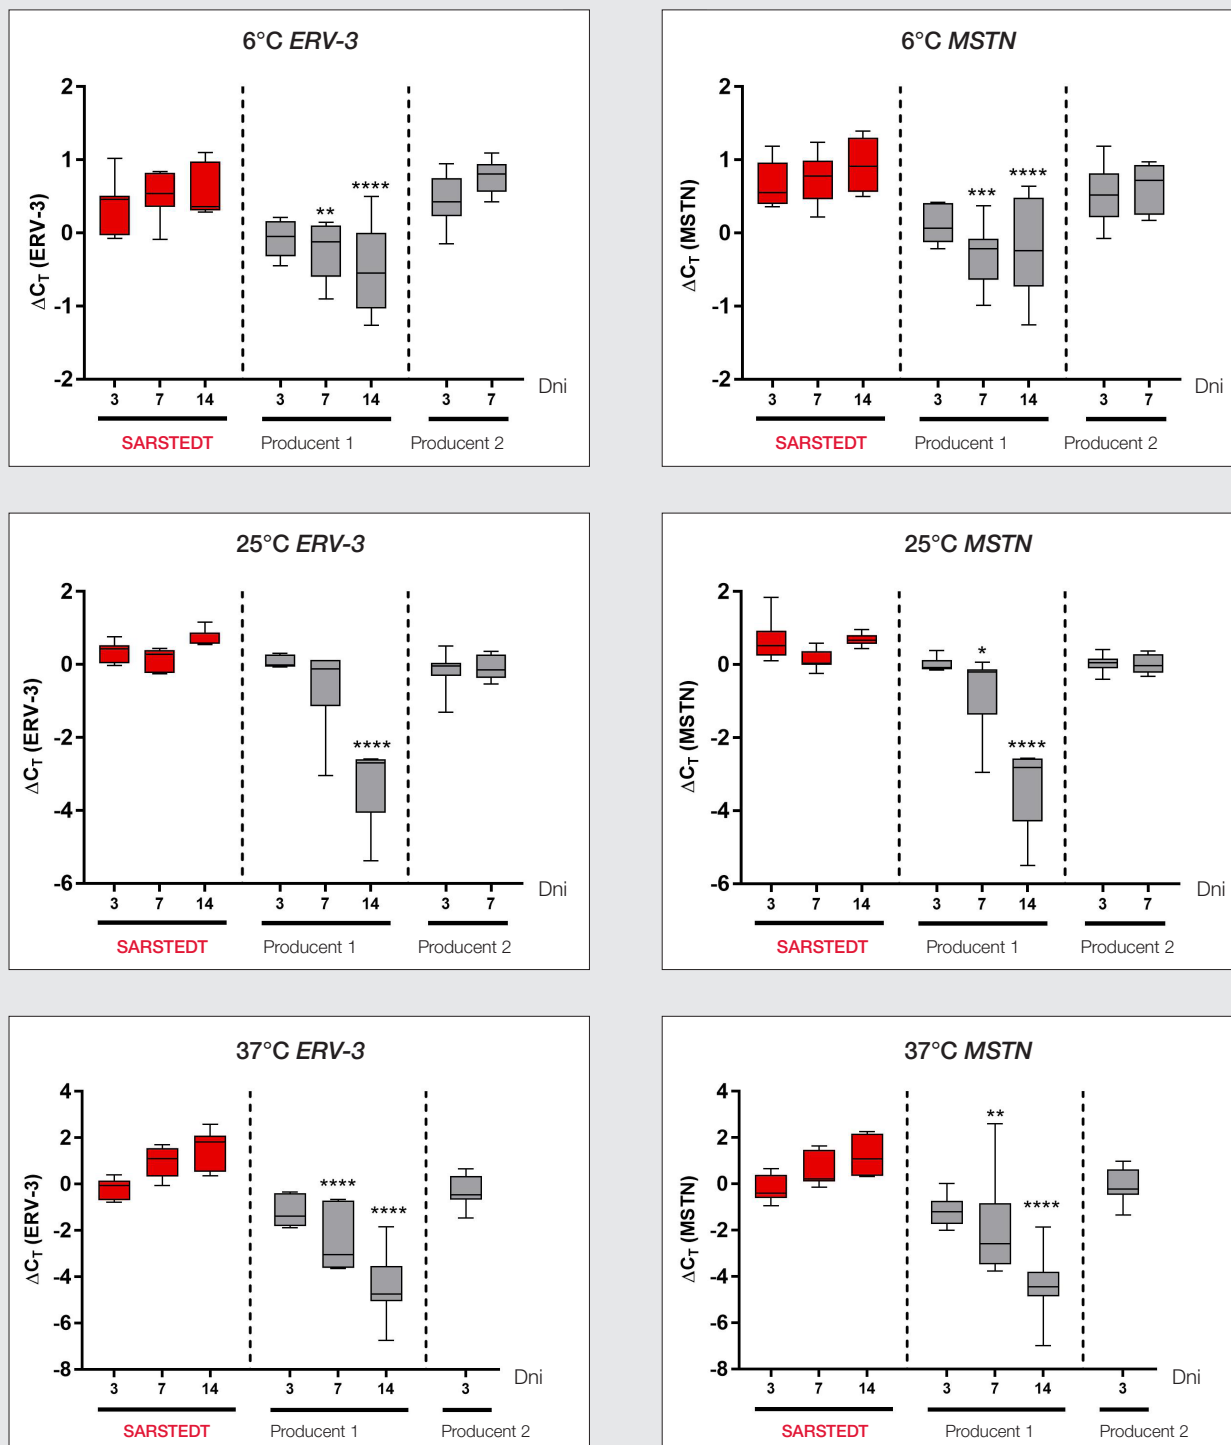 6°C ERV-3
2
1
0
-1
-2
ΔCT (ERV-3)
** ****
3 7 14 3 7 14 3 7 Dni
SARSTEDT Producent 1 Producent 2
6°C MSTN
2
1
0
-1
-2
ΔCT (MSTN)
*** ****
3 7 14 3 7 14 3 7 Dni
SARSTEDT Producent 1 Producent 2
25°C ERV-3
2
0
-2
-4
-6
ΔCT (ERV-3)
****
3 7 14 3 7 14 3 7 Dni
SARSTEDT Producent 1 Producent 2
25°C MSTN
2
0
-2
-4
-6
ΔCT (MSTN)
* ****
3 7 14 3 7 14 3 7 Dni
SARSTEDT Producent 1 Producent 2
37°C ERV-3
4
2
0
-2
-4
-6
-8
ΔCT (ERV-3)
**** ****
3 7 14 3 7 14 3 Dni
SARSTEDT Producent 1 Producent 2
37°C MSTN
4
2
0
-2
-4
-6
-8
ΔCT (MSTN)
** ****
3 7 14 3 7 14 3 Dni
SARSTEDT Producent 1 Producent 2